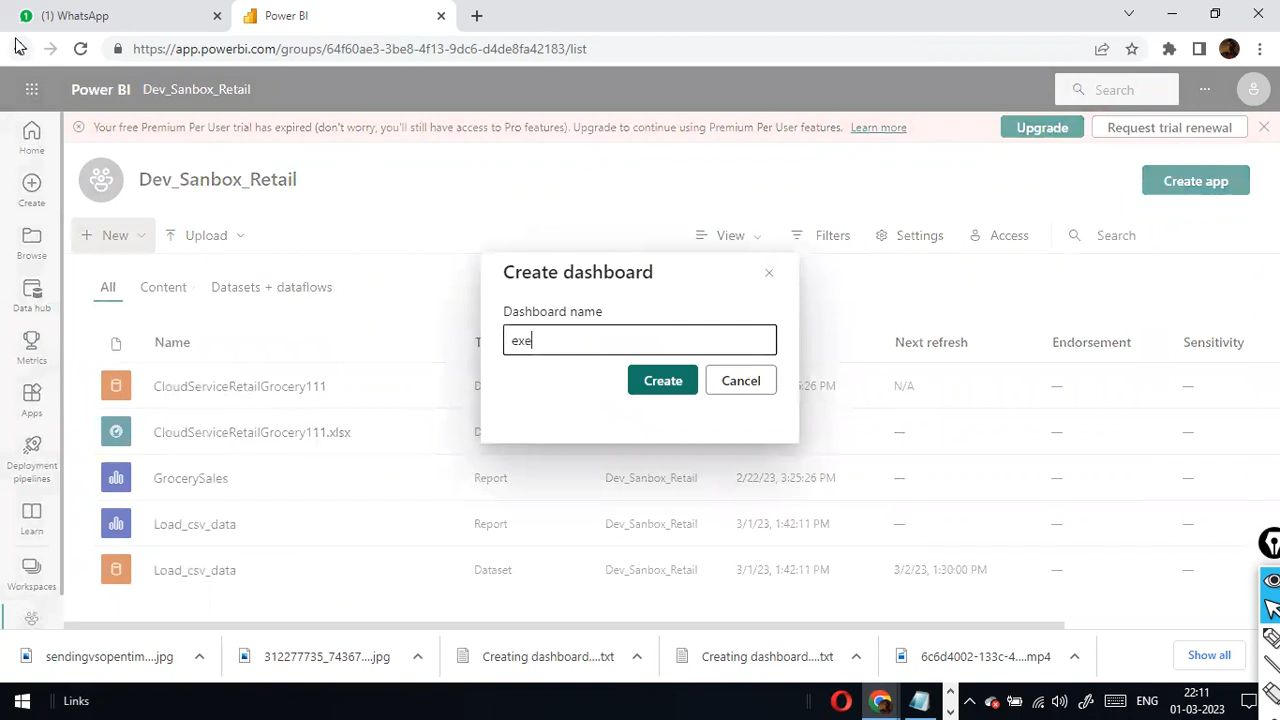 (1) WhatsApp
Power BI
https://app.powerbi.com/groups/64f60ae3-3be8-4f13-9dc6-d4de8fa42183/list
Power BI Dev_Sanbox_Retail Search
Your free Premium Per User trial has expired (don't worry, you'll still have access to Pro features). Upgrade to continue using Premium Per User features. Learn more Upgrade Request trial renewal
Home
Create
Browse
Data hub
Metrics
Apps
Deployment
pipelines
Learn
Workspaces
Dev_Sanbox_Retail
Create app
New Upload View Filters Settings Access Search
All Content Datasets + dataflows
Create dashboard
Dashboard name
exe
Create Cancel
Name Next refresh Endorsement Sensitivity
CloudServiceRetailGrocery111 N/A —  —
CloudServiceRetailGrocery111.xlsx — — —
GrocerySales Report Dev_Sanbox_Retail 2/22/23, 3:25:26 PM — — —
Load_csv_data Report Dev_Sanbox_Retail 3/1/23, 1:42:11 PM — — —
Load_csv_data Dataset Dev_Sanbox_Retail 3/1/23, 1:42:11 PM 3/2/23, 1:30:00 PM — —
sendingvsopentim....jpg 312277735_74367....jpg Creating dashboard....txt Creating dashboard....txt 6c6d4002-133c-4....mp4 Show all
Links ENG 22:11
01-03-2023